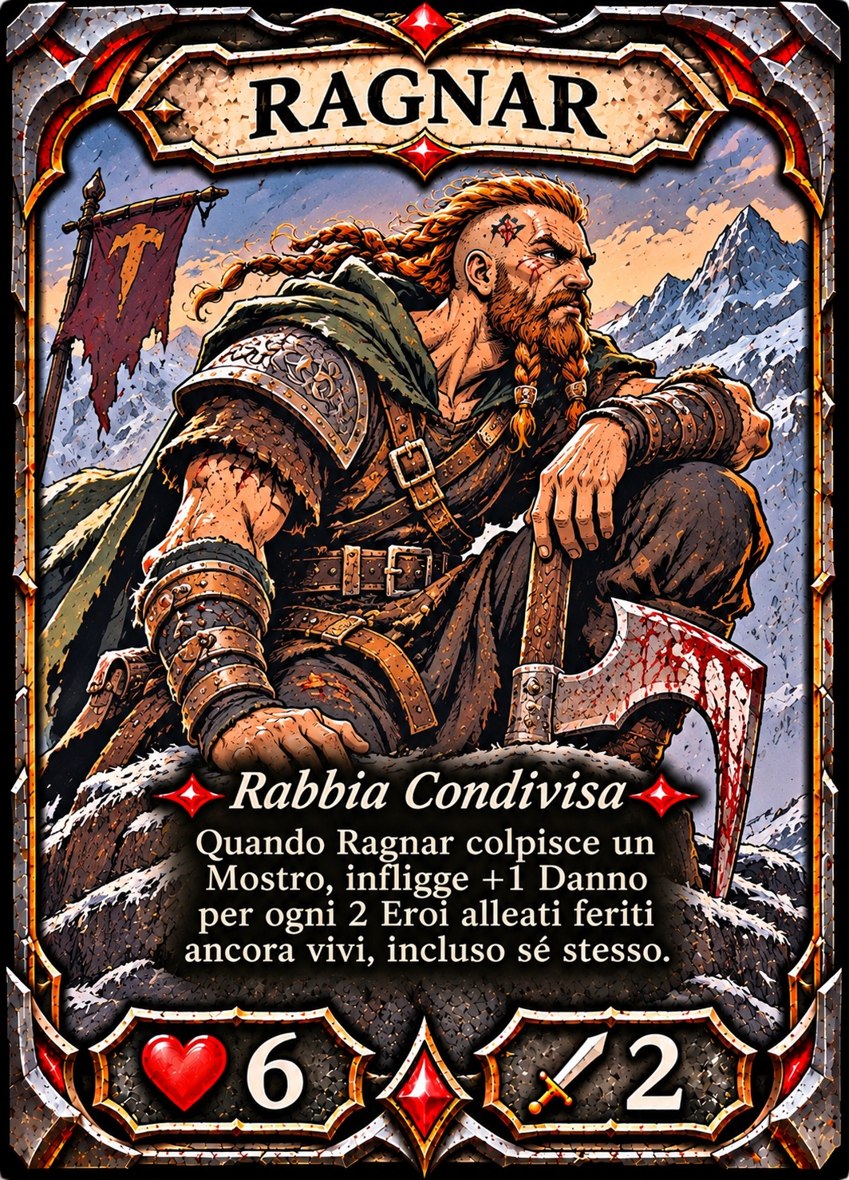 RAGNAR
Rabbia Condivisa
Quando Ragnar colpisce un
Mostro, infligge +1 Danno
per ogni 2 Eroi alleati feriti
ancora vivi, incluso sé stesso.
6
2